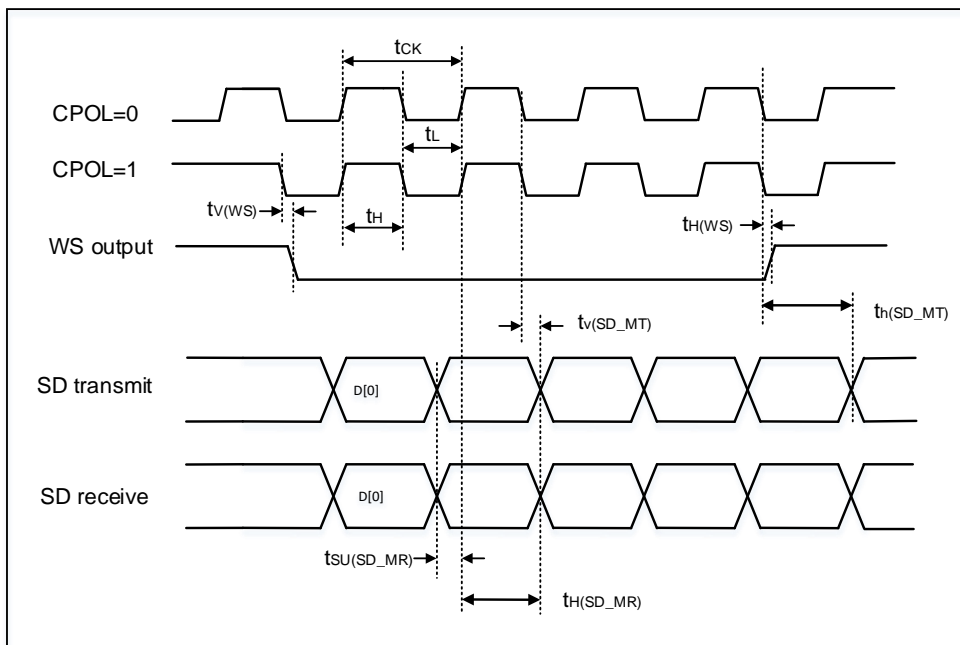 tCK
CPOL=0
tL
CPOL=1
tV(WS)
tH
tH(WS)
WS output
tv(SD_MT)
th(SD_MT)
SD transmit
D[0]
SD receive
D[0]
tSU(SD_MR)
tH(SD_MR)